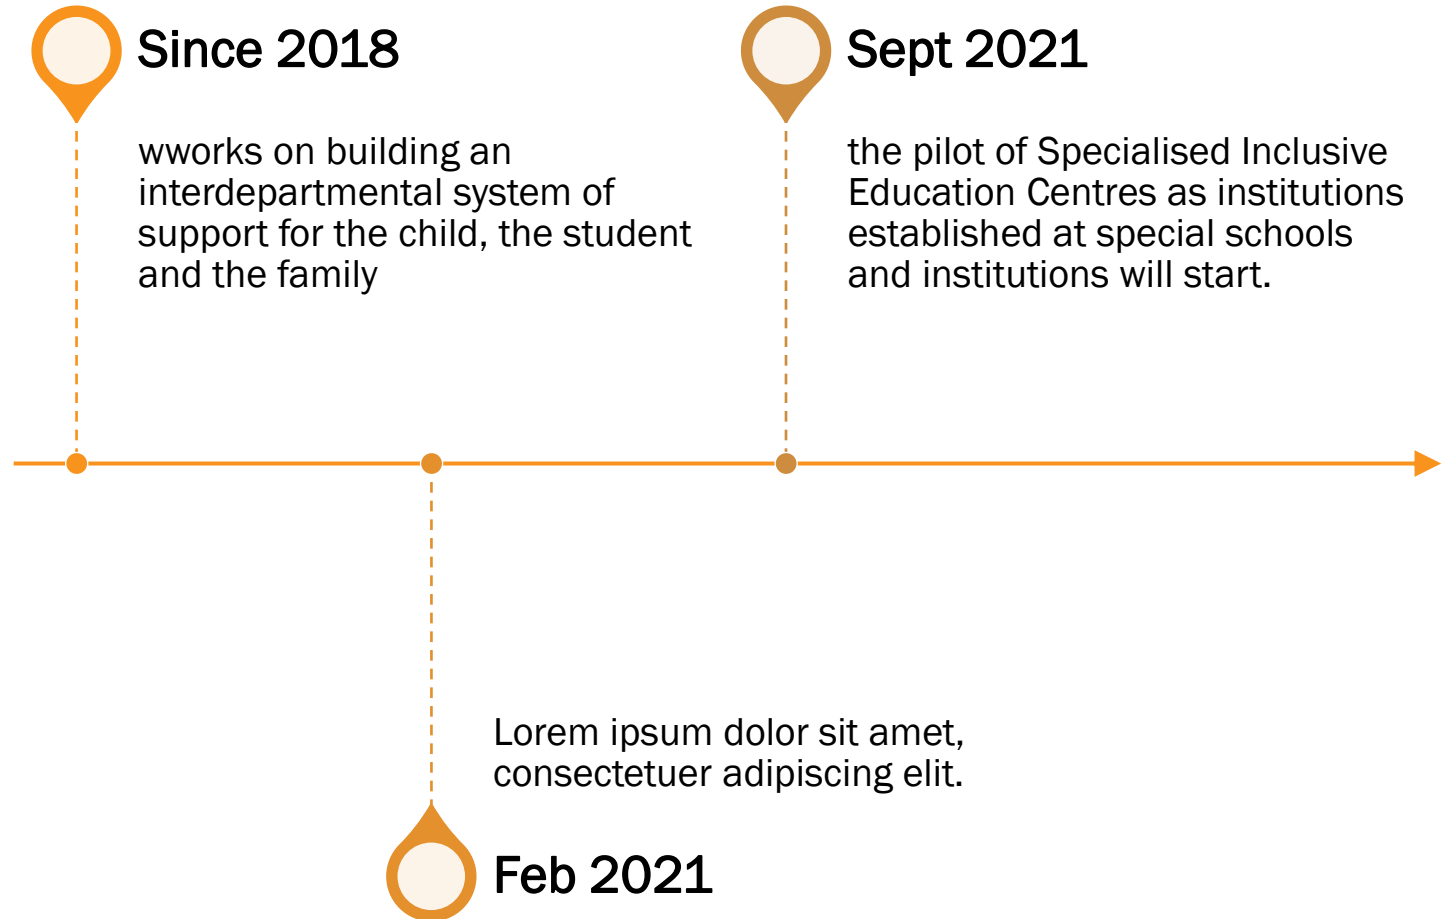 Since 2018
wworks on building an
interdepartmental system of
support for the child, the student
and the family
Sept 2021
the pilot of Specialised Inclusive
Education Centres as institutions
established at special schools
and institutions will start.
Lorem ipsum dolor sit amet,
consectetuer adipiscing elit.
Feb 2021